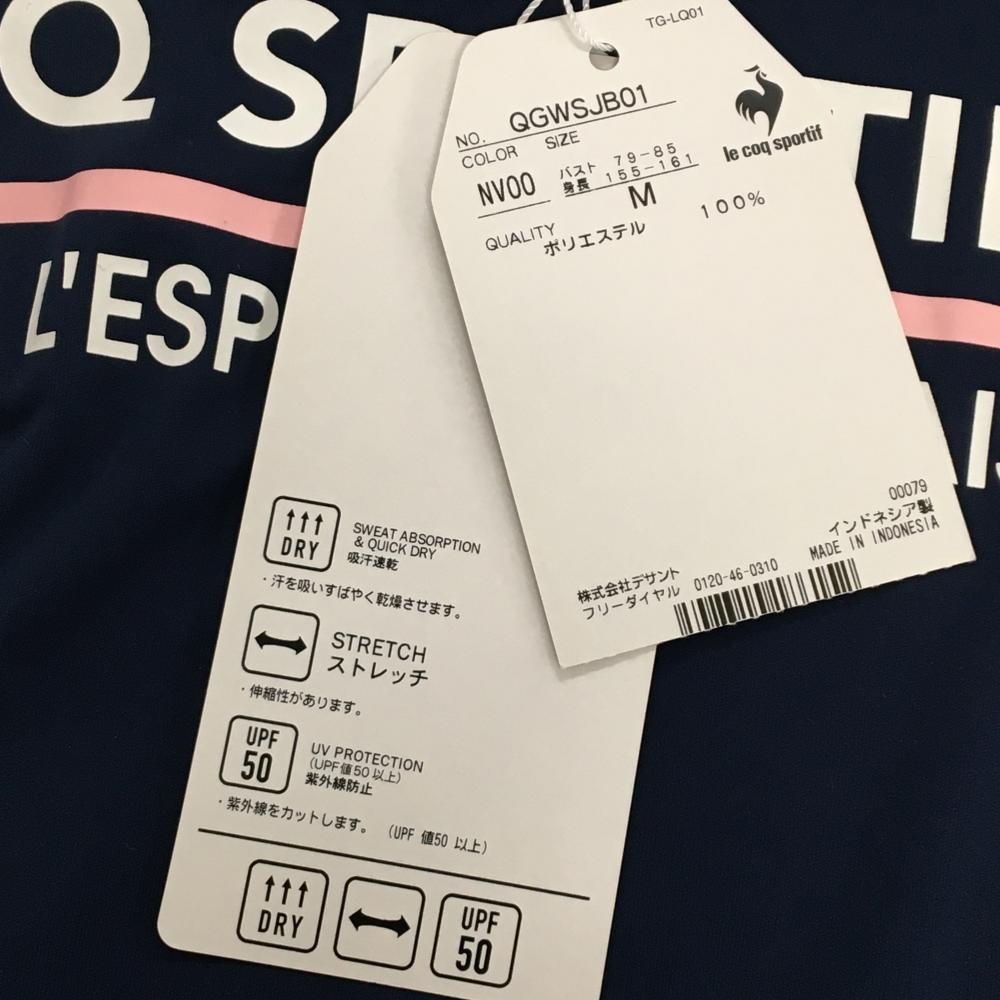 Q SP
TI
L'ESP
AIS
TG-LQ01
NO. QGWSJB01
COLOR SIZE
NV00
バスト 79-85
身長 155-161
M
le coq sportif
QUALITY
ポリエステル 100%
00079
インドネシア製
MADE IN INDONESIA
株式会社デサント
フリーダイヤル 0120-46-0310
DRY
SWEAT ABSORPTION
& QUICK DRY
吸汗速乾
・汗を吸いすばやく乾燥させます。
STRETCH
ストレッチ
・伸縮性があります。
UPF
50
UV PROTECTION
(UPF値50以上)
紫外線防止
・紫外線をカットします。 (UPF 値50 以上)
DRY
UPF
50